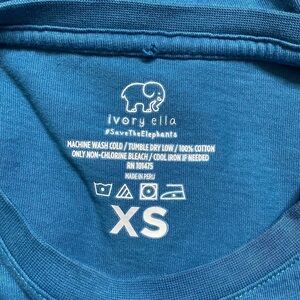 ivory ella
#SaveTheElephants
MACHINE WASH COLD / TUMBLE DRY LOW / 100% COTTON
ONLY NON-CHLORINE BLEACH / COOL IRON IF NEEDED
RN 101475
MADE IN PERU
XS